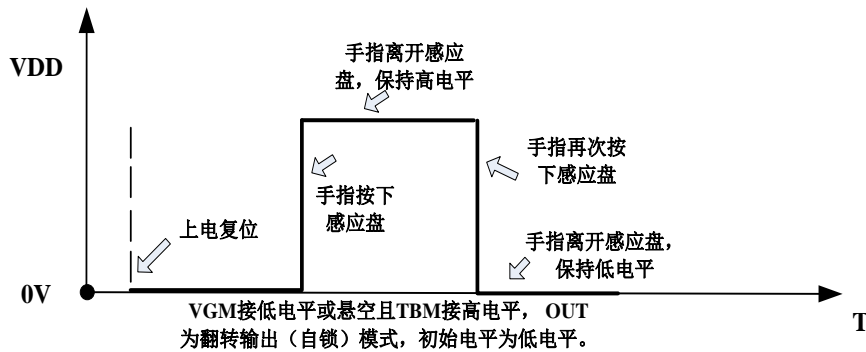 VDD
手指离开感应
盘，保持高电平
手指再次按
下感应盘
手指按下
感应盘
上电复位
手指离开感应盘，
保持低电平
0V
T
VGM接低电平或悬空且TBM接高电平， OUT
为翻转输出（自锁）模式，初始电平为低电平。